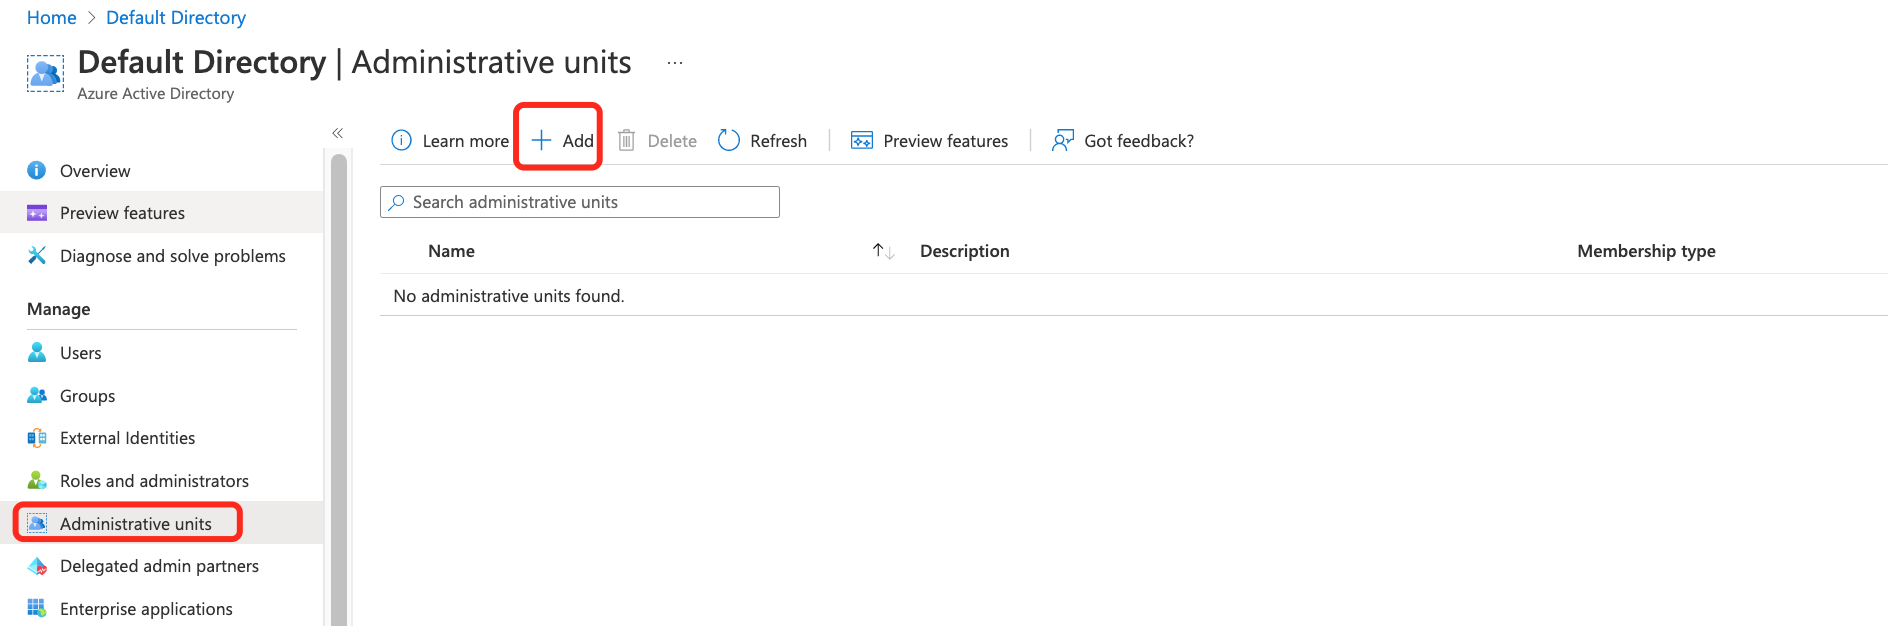 Home > Default Directory
Default Directory | Administrative units ...
Azure Active Directory
«
Overview
Preview features
Diagnose and solve problems
Manage
Users
Groups
External Identities
Roles and administrators
Administrative units
Delegated admin partners
Enterprise applications
Learn more + Add Delete Refresh | Preview features | Got feedback?
Search administrative units
Name ↑↓ Description Membership type
No administrative units found.